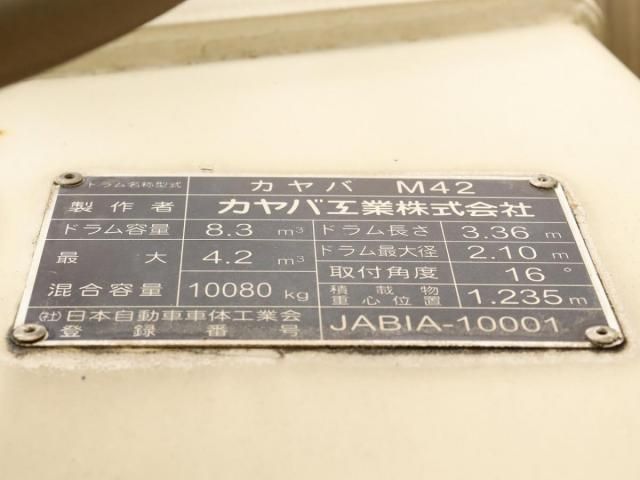 ドラム名称型式 カヤバ M42
製作者 カヤバ工業株式会社
ドラム容量 8.3 m³ ドラム長さ 3.36 m
最大 4.2 m³ ドラム最大径 2.10 m
取付角度 16°
混合容量 10080 kg 積載物重心位置 1.235 m
(社)日本自動車車体工業会
登録番号 JABIA-10001